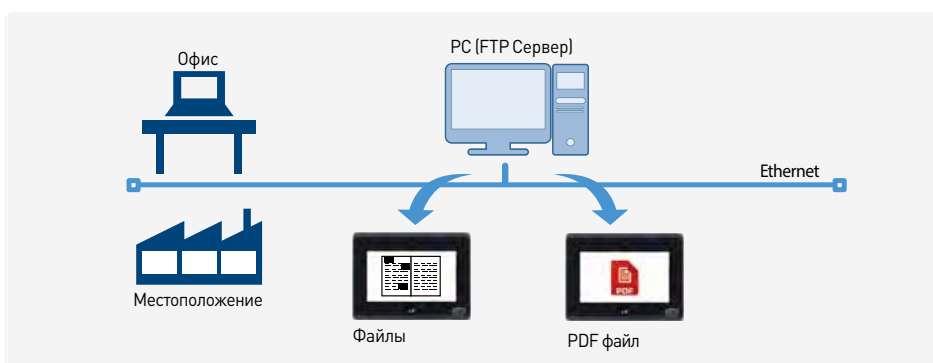 PC (FTP Сервер)
Офис
Ethernet
Местоположение
PDF
Файлы
PDF файл